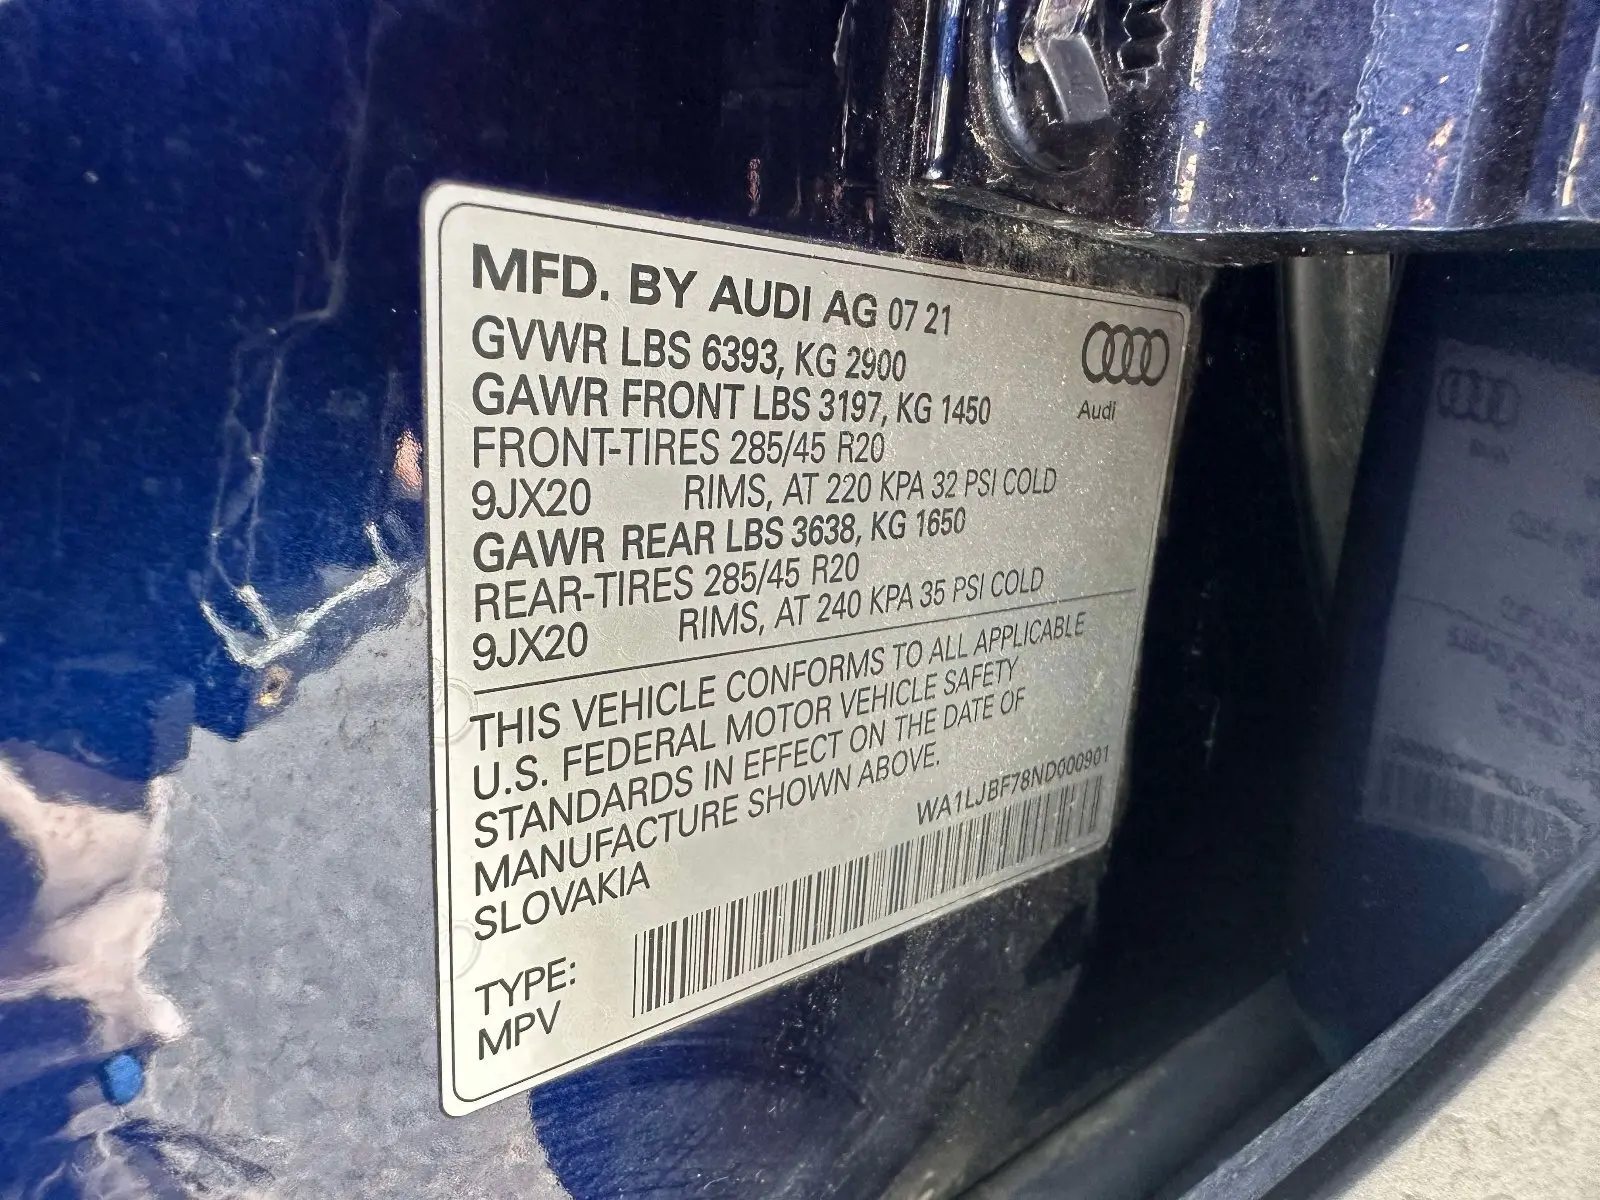 MFD. BY AUDI AG 07 21
GVWR LBS 6393, KG 2900
GAWR FRONT LBS 3197, KG 1450
Audi
FRONT-TIRES 285/45 R20
9JX20 RIMS, AT 220 KPA 32 PSI COLD
GAWR REAR LBS 3638, KG 1650
REAR-TIRES 285/45 R20
9JX20 RIMS, AT 240 KPA 35 PSI COLD
THIS VEHICLE CONFORMS TO ALL APPLICABLE
U.S. FEDERAL MOTOR VEHICLE SAFETY
STANDARDS IN EFFECT ON THE DATE OF
MANUFACTURE SHOWN ABOVE.
WA1LJBF78ND000901
SLOVAKIA
TYPE:
MPV